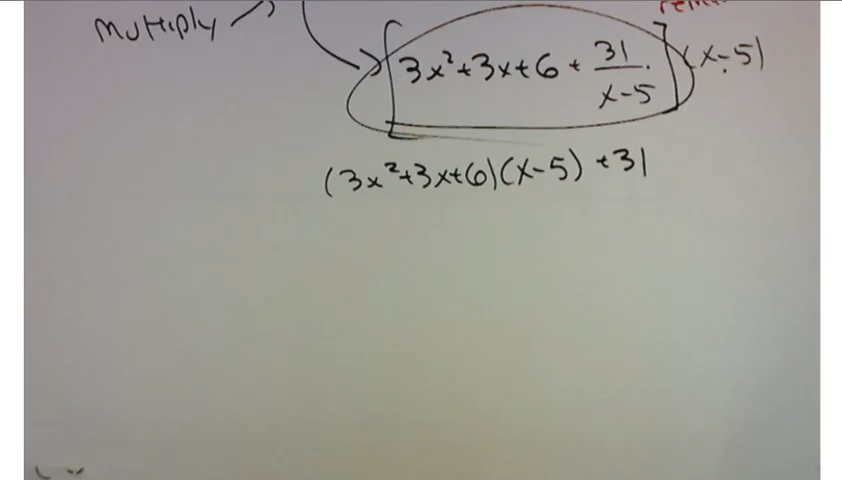 multiply
[3x²+3x+6 + 31/x-5](x-5)
(3x²+3x+6)(x-5) +31